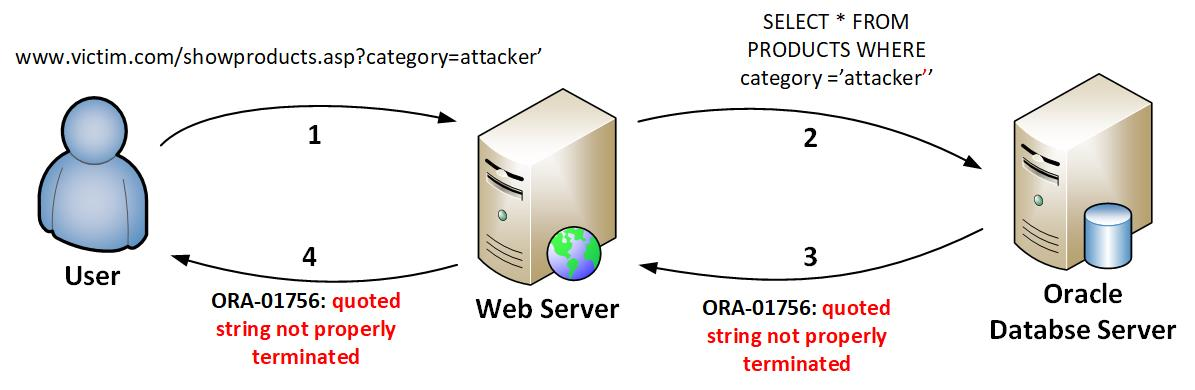 www.victim.com/showproducts.asp?category=attacker’
SELECT * FROM
PRODUCTS WHERE
category =’attacker’’
1
2
4
3
User
ORA-01756: quoted
string not properly
terminated
Web Server
ORA-01756: quoted
string not properly
terminated
Oracle
Databse Server